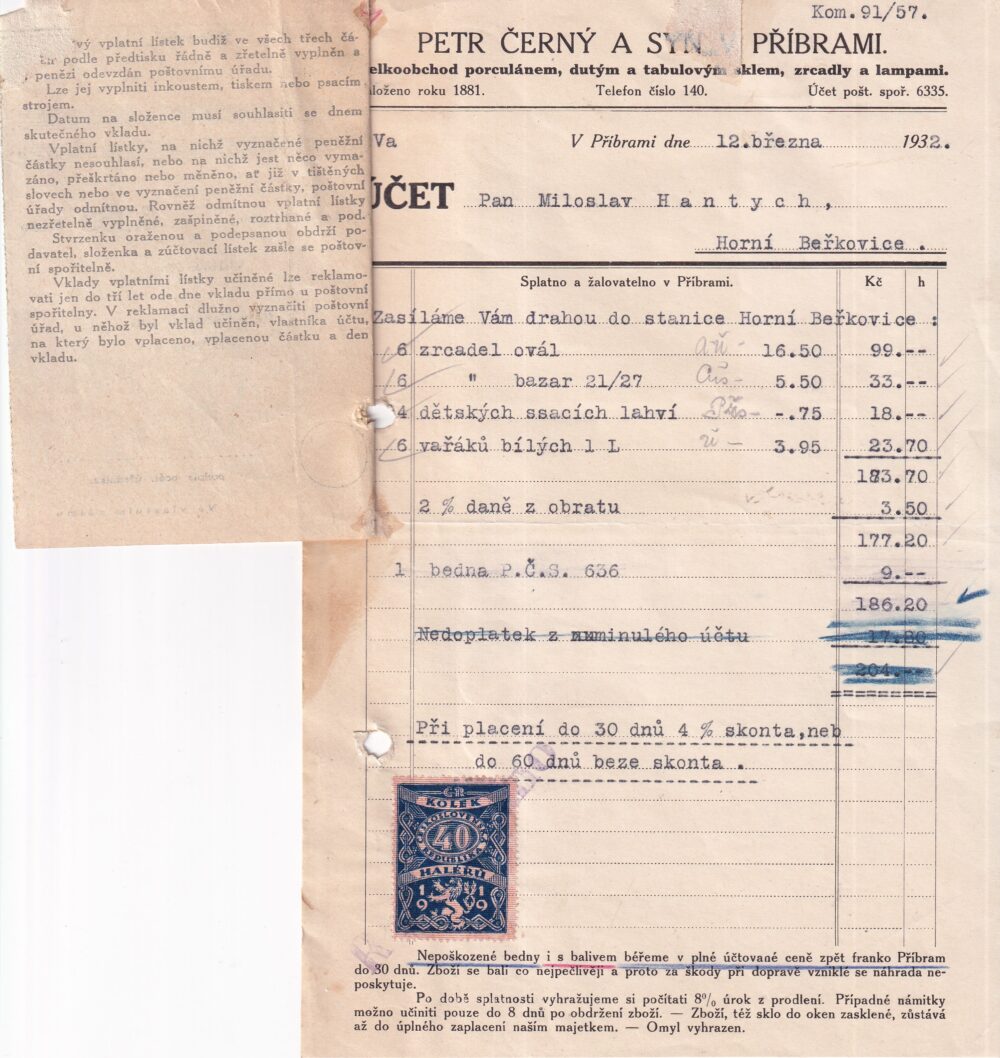 vý vplatní lístek budiž ve všech třech čá-
podle předtisku řádně a zřetelně vyplněn a
penězi odevzdán poštovnímu úřadu.
Lze jej vyplniti inkoustem, tiskem nebo psacím
strojem.
Datum na složence musí souhlasiti se dnem
skutečného vkladu.
Vplatní lístky, na nichž vyznačené peněžní
částky nesouhlasí, nebo na nichž jest něco vyma-
záno, přeškrtáno nebo měněno, ať již v tištěných
slovech nebo ve vyznačení peněžní částky, poštovní
úřady odmítnou. Rovněž odmítnou vplatní lístky
nezřetelně vyplněné, zašpiněné, roztrhané a pod.
Stvrzenku oraženou a podepsanou obdrží po-
davatel, složenka a zúčtovací lístek zašle se poštov-
ní spořitelně.
Vklady vplatními lístky učiněné lze reklamo-
vati jen do tří let ode dne vkladu přímo u poštovní
spořitelny. V reklamaci dlužno vyznačiti poštovní
úřad, u něhož byl vklad učiněn, vlastníka účtu,
na který bylo vplaceno, vplacenou částku a den
vkladu.
Kom.91/57.
PETR ČERNÝ A SYN PŘÍBRAMI.
elkoobchod porculánem, dutým a tabulovým sklem, zrcadly a lampami.
loženo roku 1881. Telefon číslo 140. Účet pošt. spoř. 6335.
Va V Příbrami dne 12.března 1932.
ÚČET Pan Miloslav Hantych,
Horní Beřkovice.
Splatno a žalovatelno v Příbrami. Kč h
Zasíláme Vám drahou do stanice Horní Beřkovice :
6 zrcadel ovál 16.50 99.--
6 " bazar 21/27 5.50 33.--
4 dětských ssacích lahví -.75 18.--
6 vařáků bílých 1 L 3.95 23.70
173.70
2 % daně z obratu 3.50
177.20
1 bedna P.Č.S. 636 9.--
186.20
Nedoplatek z minulého účtu 17.80
204.--
Při placení do 30 dnů 4 % skonta,neb
do 60 dnů beze skonta .
KOLEK
ČESKOSLOVENSKÁ
40
REPUBLIKA
HALÉŘŮ
1919
Nepoškozené bedny i s balivem béřeme v plné účtované ceně zpět franko Příbram
do 30 dnů. Zboží se balí co nejpečlivěji a proto za škody při dopravě vzniklé se náhrada ne-
poskytuje.
Po době splatnosti vyhražujeme si počítati 8% úrok z prodlení. Případné námitky
možno učiniti pouze do 8 dnů po obdržení zboží. — Zboží, též sklo do oken zasklené, zůstává
až do úplného zaplacení naším majetkem. — Omyl vyhrazen.